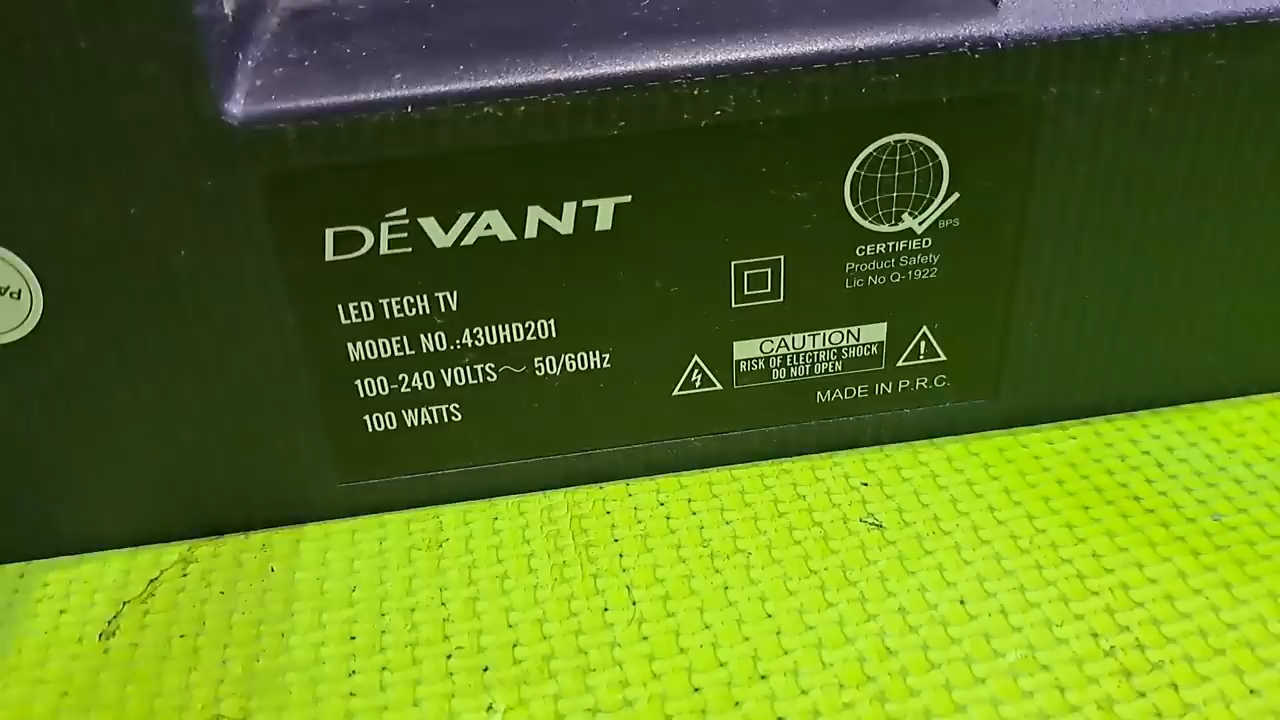 DÉVANT
LED TECH TV
MODEL NO.:43UHD201
100-240 VOLTS～ 50/60Hz
100 WATTS
BPS
CERTIFIED
Product Safety
Lic No Q-1922
CAUTION
RISK OF ELECTRIC SHOCK
DO NOT OPEN
MADE IN P.R.C.